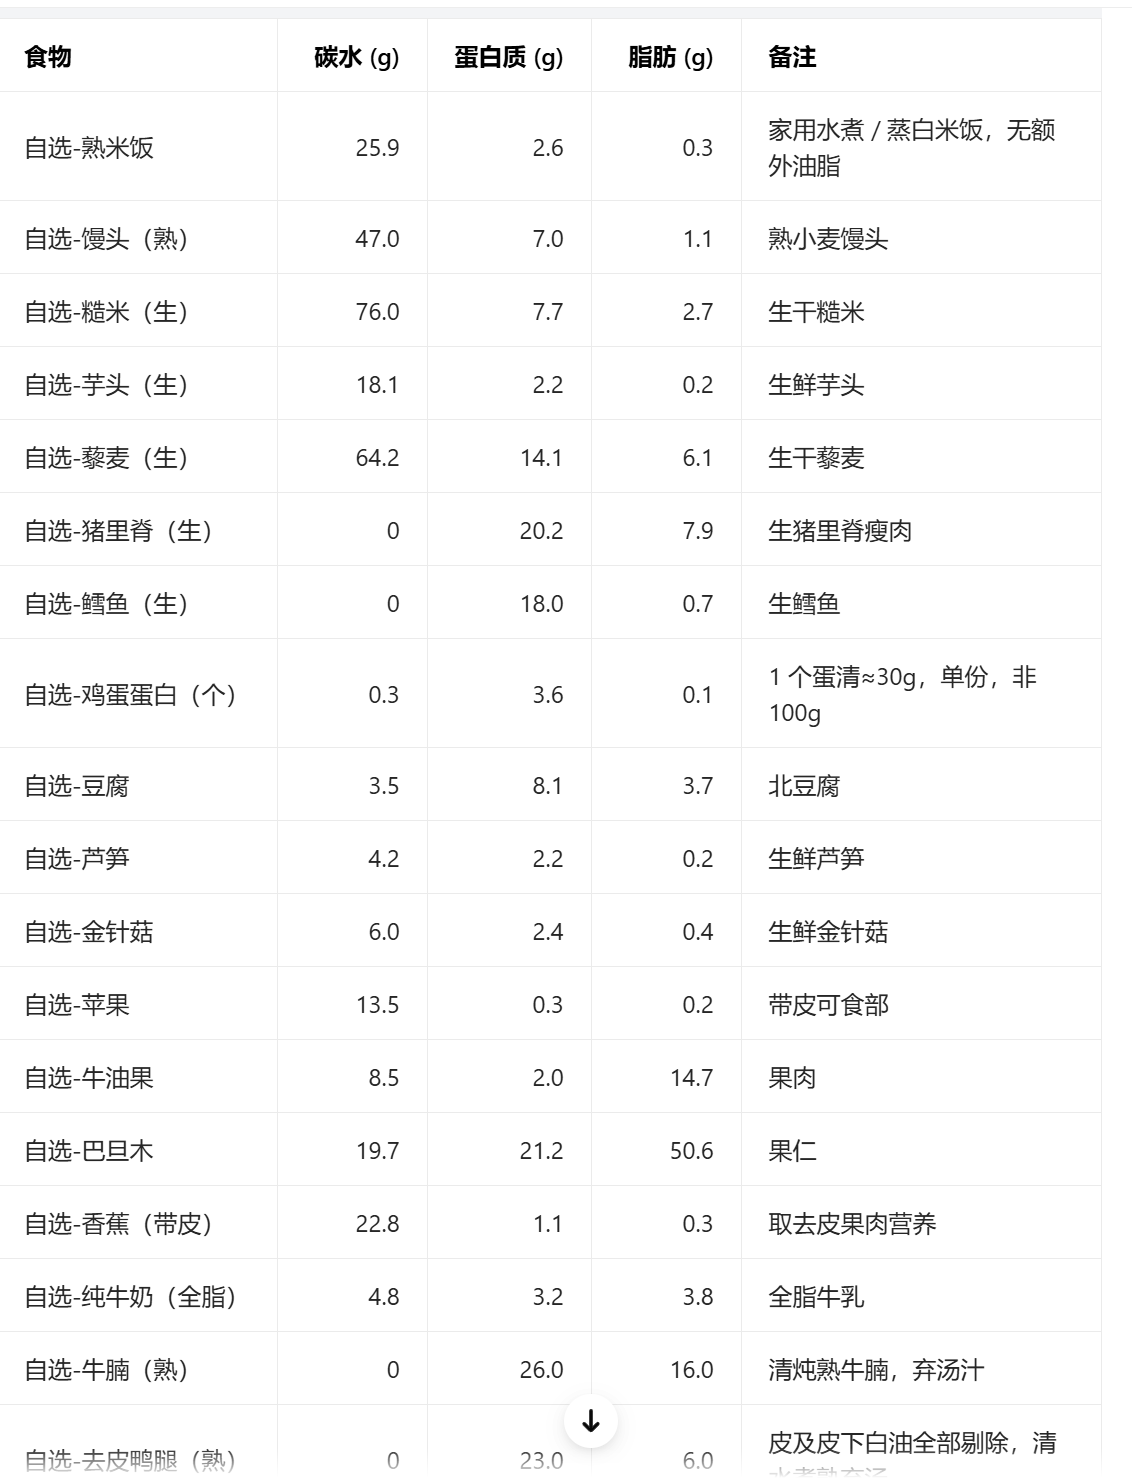 食物 碳水 (g) 蛋白质 (g) 脂肪 (g) 备注
自选-熟米饭 25.9 2.6 0.3 家用水煮 / 蒸白米饭，无额
外油脂
自选-馒头（熟） 47.0 7.0 1.1 熟小麦馒头
自选-糙米（生） 76.0 7.7 2.7 生干糙米
自选-芋头（生） 18.1 2.2 0.2 生鲜芋头
自选-藜麦（生） 64.2 14.1 6.1 生干藜麦
自选-猪里脊（生） 0 20.2 7.9 生猪里脊瘦肉
自选-鳕鱼（生） 0 18.0 0.7 生鳕鱼
自选-鸡蛋蛋白（个） 0.3 3.6 0.1 1 个蛋清≈30g，单份，非
100g
自选-豆腐 3.5 8.1 3.7 北豆腐
自选-芦笋 4.2 2.2 0.2 生鲜芦笋
自选-金针菇 6.0 2.4 0.4 生鲜金针菇
自选-苹果 13.5 0.3 0.2 带皮可食部
自选-牛油果 8.5 2.0 14.7 果肉
自选-巴旦木 19.7 21.2 50.6 果仁
自选-香蕉（带皮） 22.8 1.1 0.3 取去皮果肉营养
自选-纯牛奶（全脂） 4.8 3.2 3.8 全脂牛乳
自选-牛腩（熟） 0 26.0 16.0 清炖熟牛腩，弃汤汁
自选-去皮鸭腿（熟） 0 23.0 6.0 皮及皮下白油全部剔除，清
水煮熟弃汤